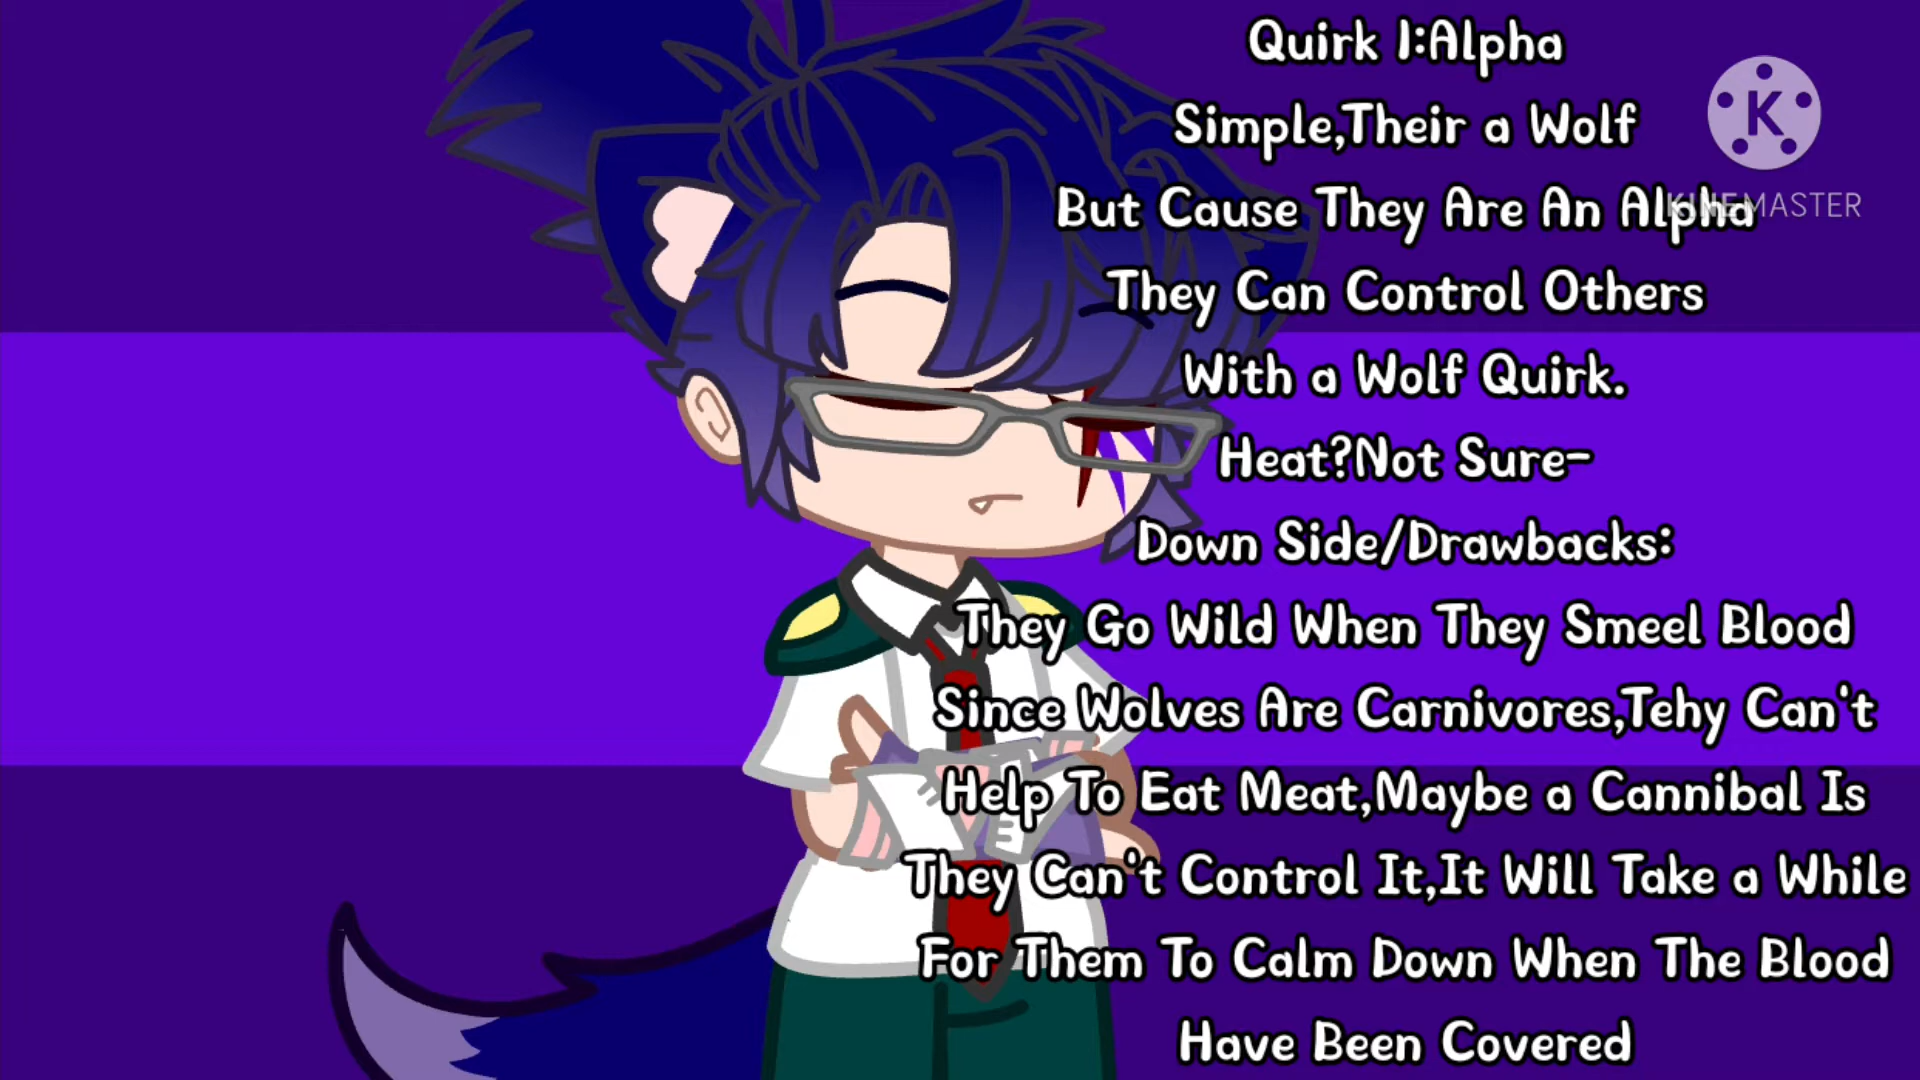 Quirk 1:Alpha
Simple,Their a Wolf
But Cause They Are An Alpha
KINEMASTER
They Can Control Others
With a Wolf Quirk.
Heat?Not Sure-
Down Side/Drawbacks:
They Go Wild When They Smeel Blood
Since Wolves Are Carnivores,Tehy Can't
Help To Eat Meat,Maybe a Cannibal Is
They Can't Control It,It Will Take a While
For Them To Calm Down When The Blood
Have Been Covered